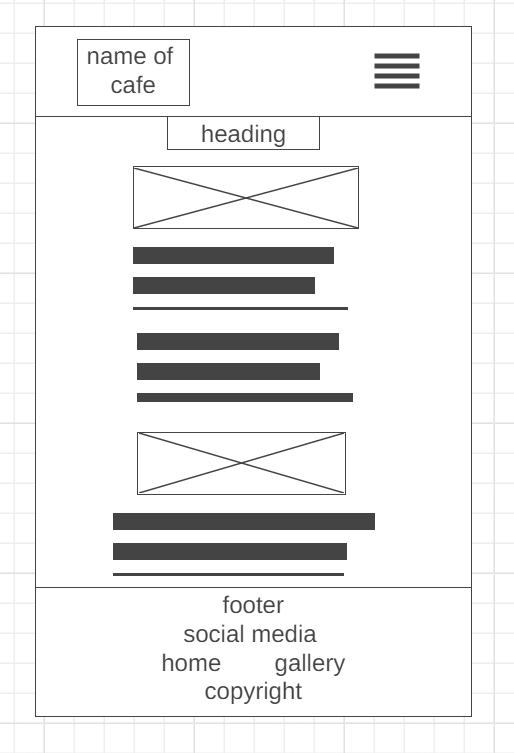 name of
cafe
heading
footer
social media
home gallery
copyright